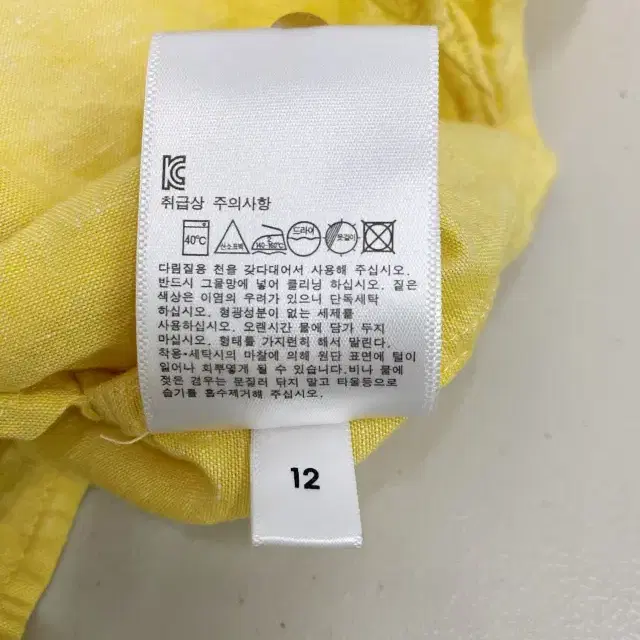 취급상 주의사항
40℃ 산소표백 140-160℃ 드라이 옷걸이
다림질용 천을 갖다대어서 사용해 주십시오.
반드시 그물망에 넣어 클리닝 하십시오. 짙은
색상은 이염의 우려가 있으니 단독세탁
하십시오. 형광성분이 없는 세제를
사용하십시오. 오랜시간 물에 담가 두지
마십시오. 형태를 가지런히 해서 말린다.
착용-세탁시의 마찰에 의해 원단 표면에 털이
일어나 희뿌옇게 될 수 있습니다.비나 물에
젖은 경우는 문질러 닦지 말고 타올등으로
습기를 흡수제거해 주십시오.
12